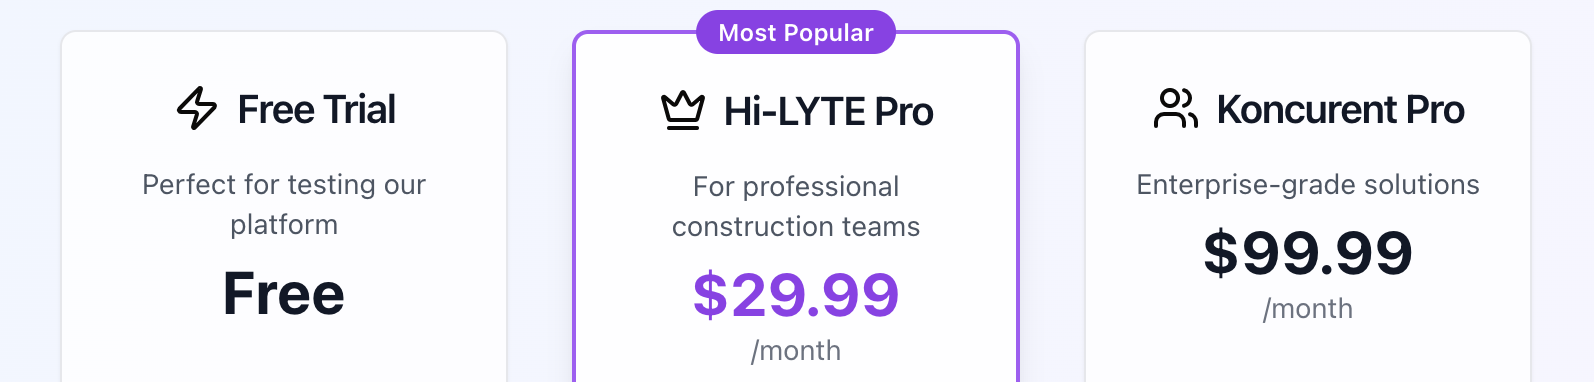 Free Trial
Perfect for testing our
platform
Free
Most Popular
Hi-LYTE Pro
For professional
construction teams
$29.99
/month
Koncurent Pro
Enterprise-grade solutions
$99.99
/month